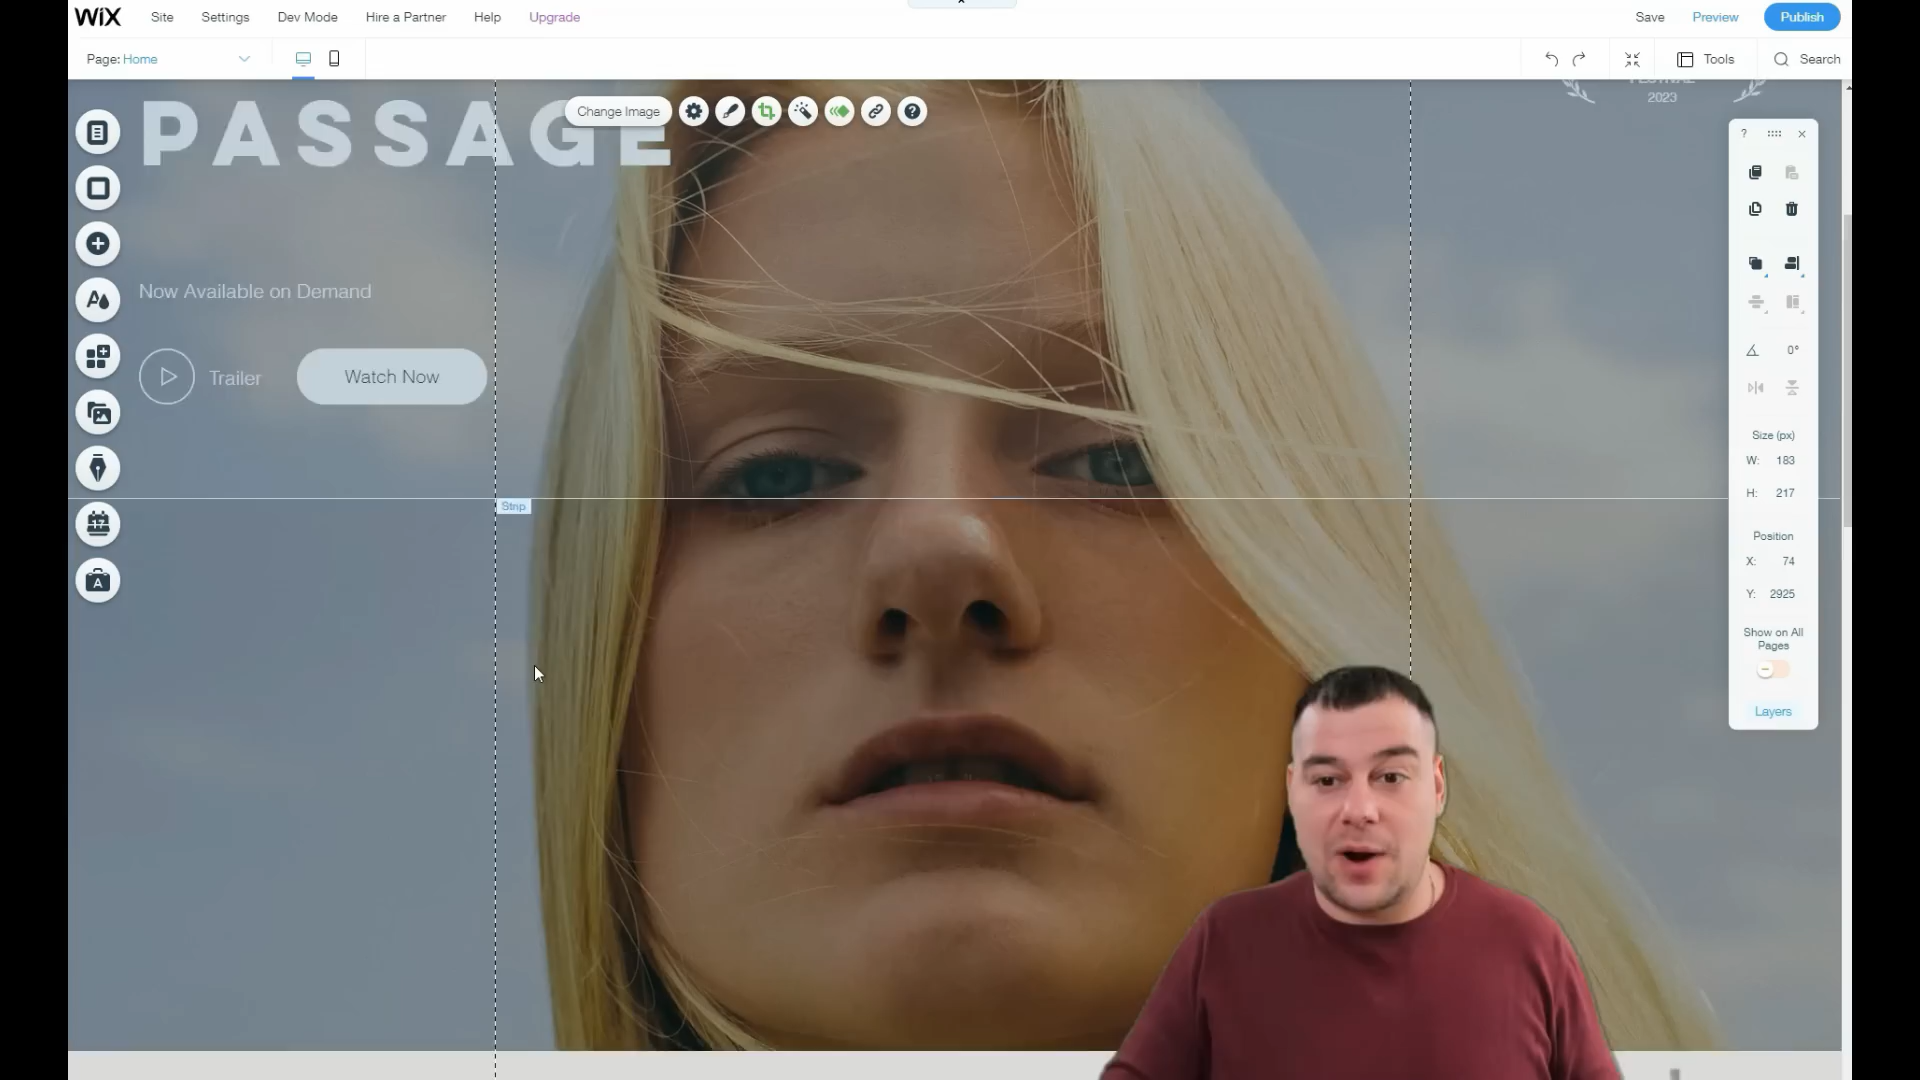 WiX
Site
Settings
Dev Mode
Hire a Partner
Help
Upgrade
Save
Preview
Publish
Page: Home
Tools
Search
PASSAGE
Change Image
FESTIVAL
2023
Now Available on Demand
Trailer
Watch Now
Strip
0°
Size (px)
W: 183
H: 217
Position
X: 74
Y: 2925
Show on All
Pages
Layers
17
A